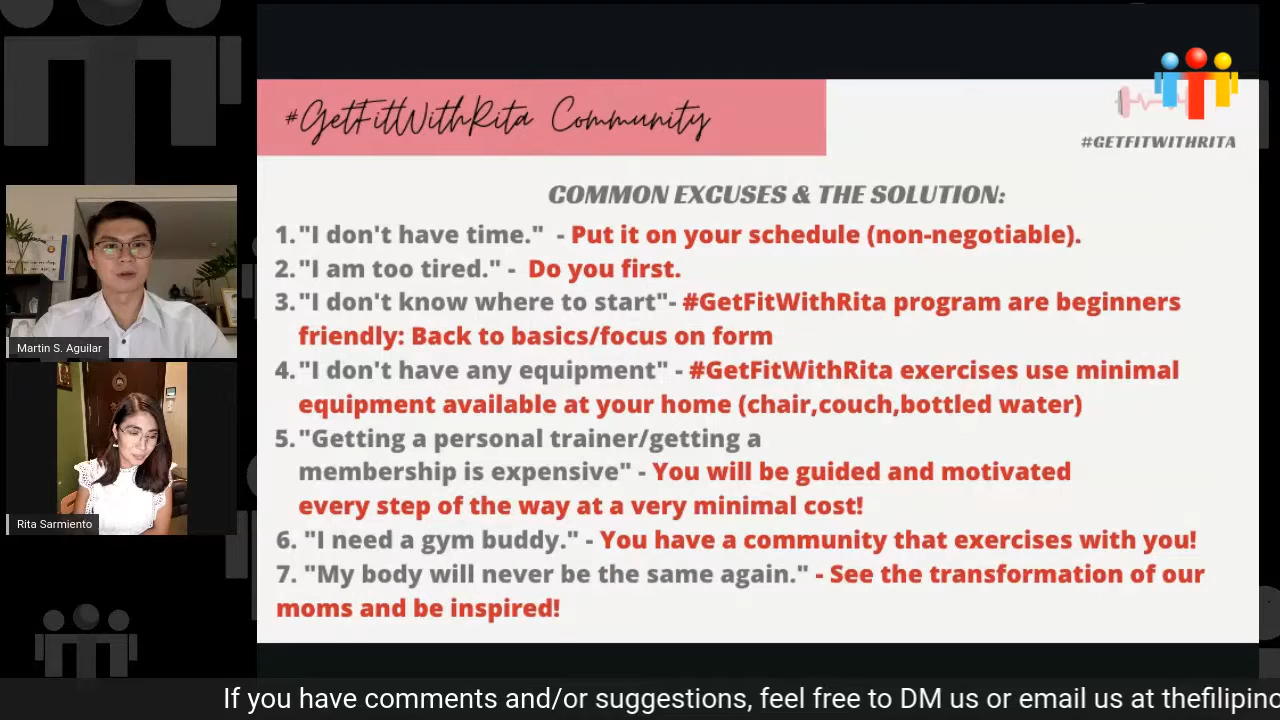 #GetFitWithRita Community
#GETFITWITHRITA
COMMON EXCUSES & THE SOLUTION:
1. "I don't have time." - Put it on your schedule (non-negotiable).
2. "I am too tired." - Do you first.
3. "I don't know where to start"- #GetFitWithRita program are beginners
friendly: Back to basics/focus on form
4. "I don't have any equipment" - #GetFitWithRita exercises use minimal
equipment available at your home (chair,couch,bottled water)
5. "Getting a personal trainer/getting a
membership is expensive" - You will be guided and motivated
every step of the way at a very minimal cost!
6. "I need a gym buddy." - You have a community that exercises with you!
7. "My body will never be the same again." - See the transformation of our
moms and be inspired!
Martin S. Aguilar
Rita Sarmiento
If you have comments and/or suggestions, feel free to DM us or email us at thefilipino